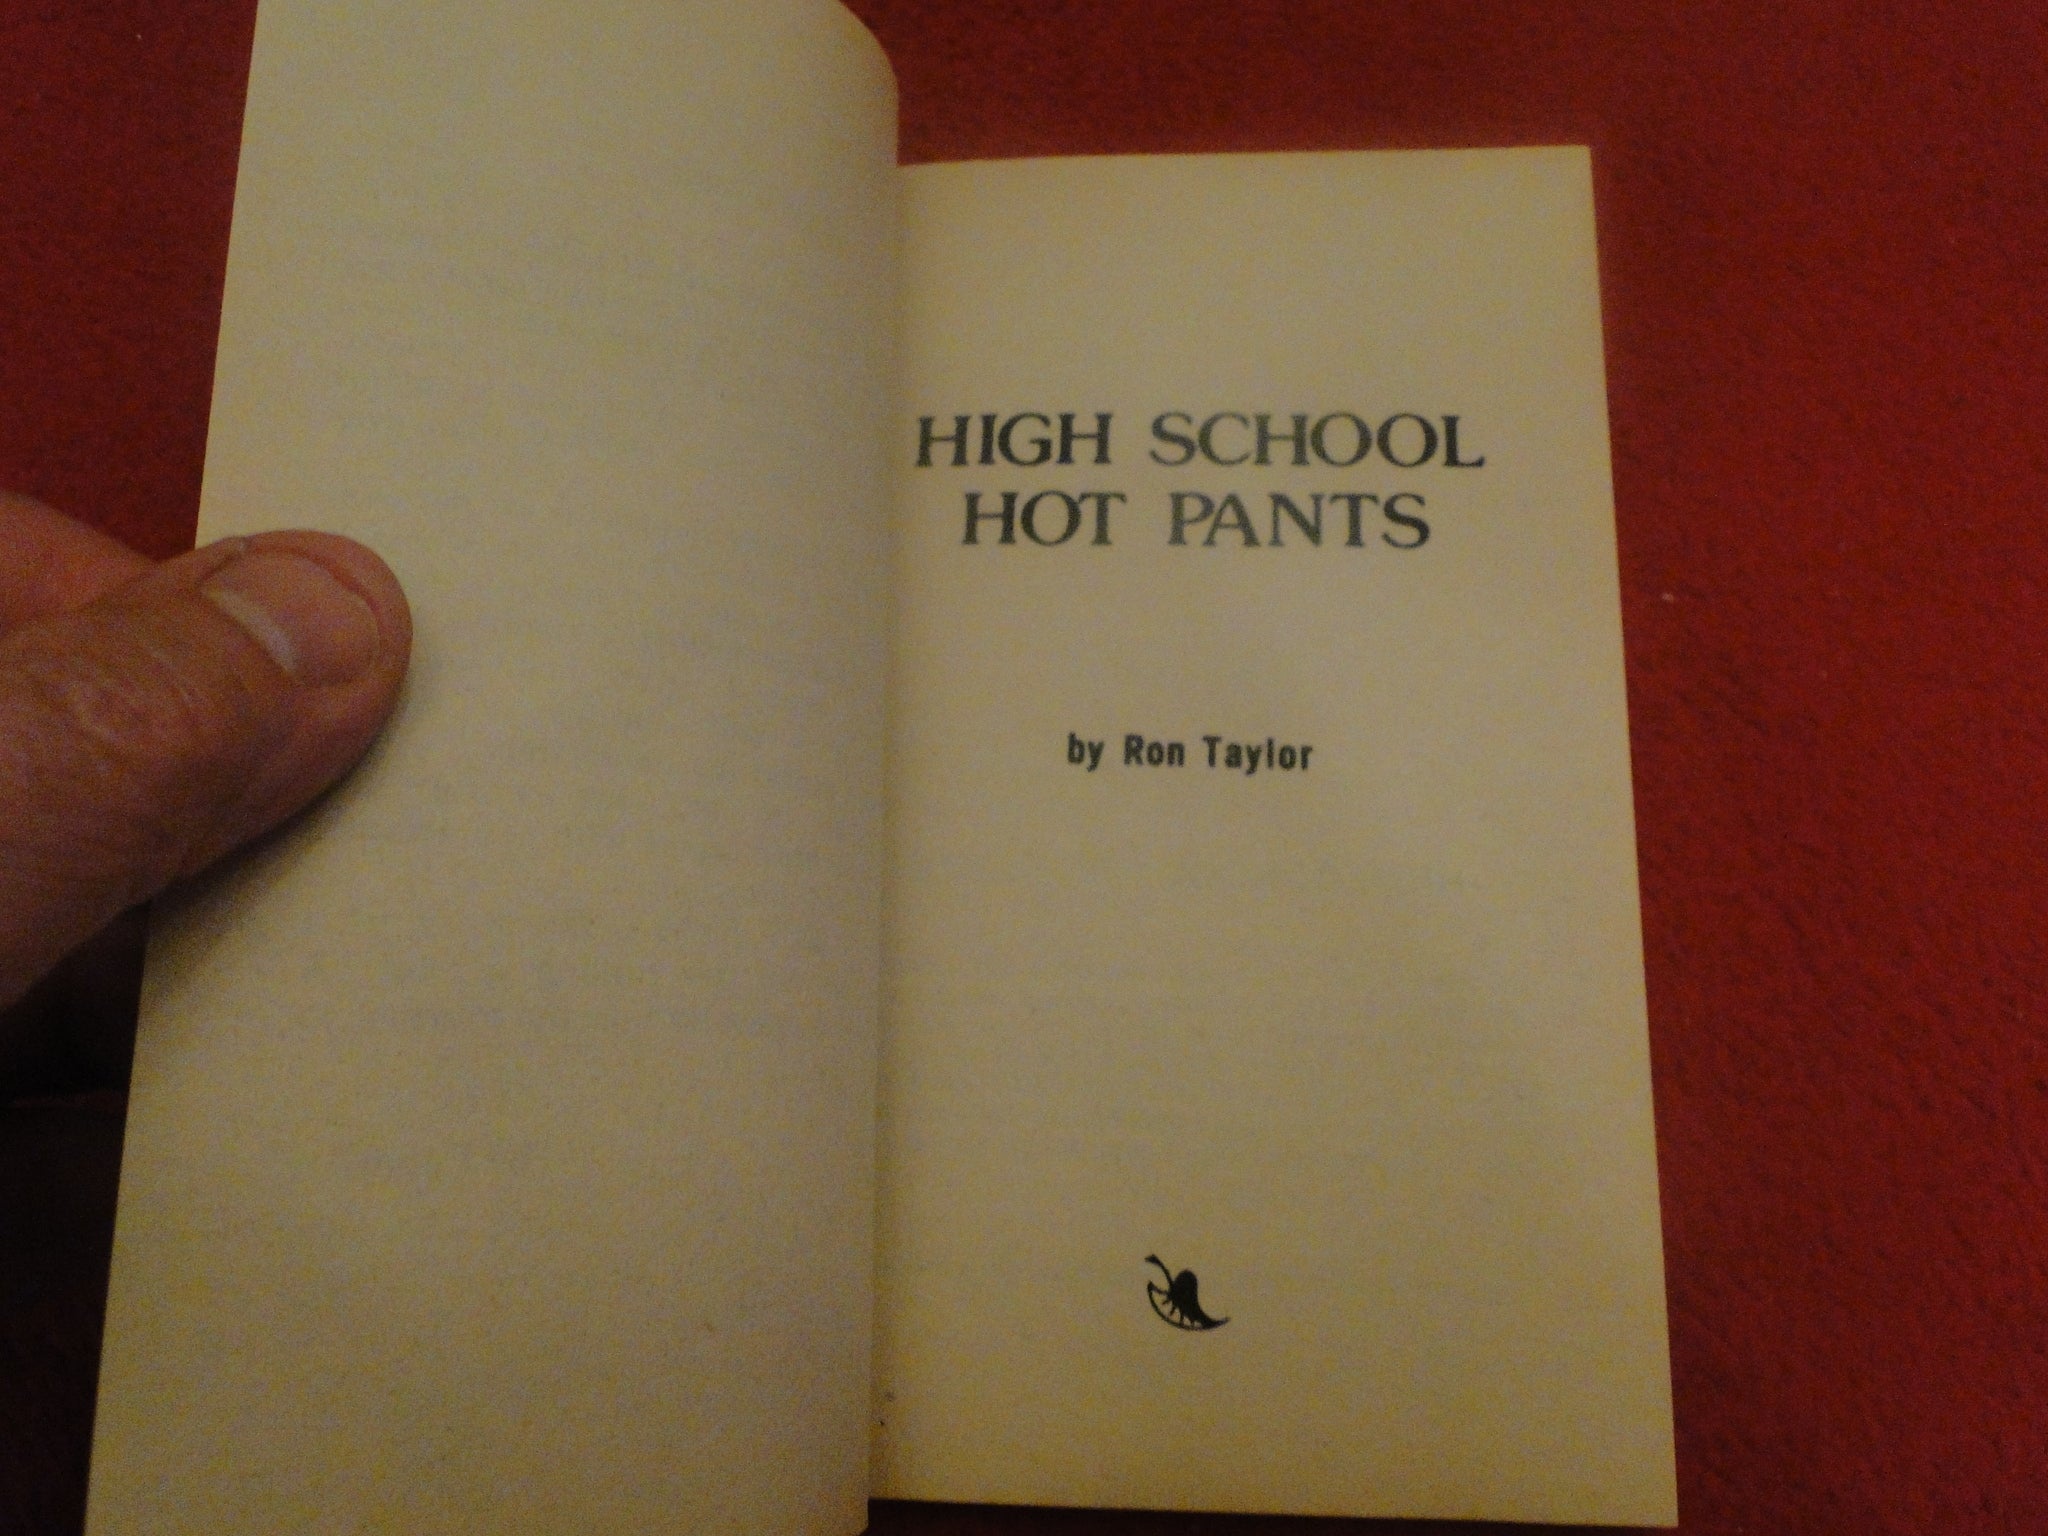 HIGH SCHOOL
HOT PANTS
by Ron Taylor